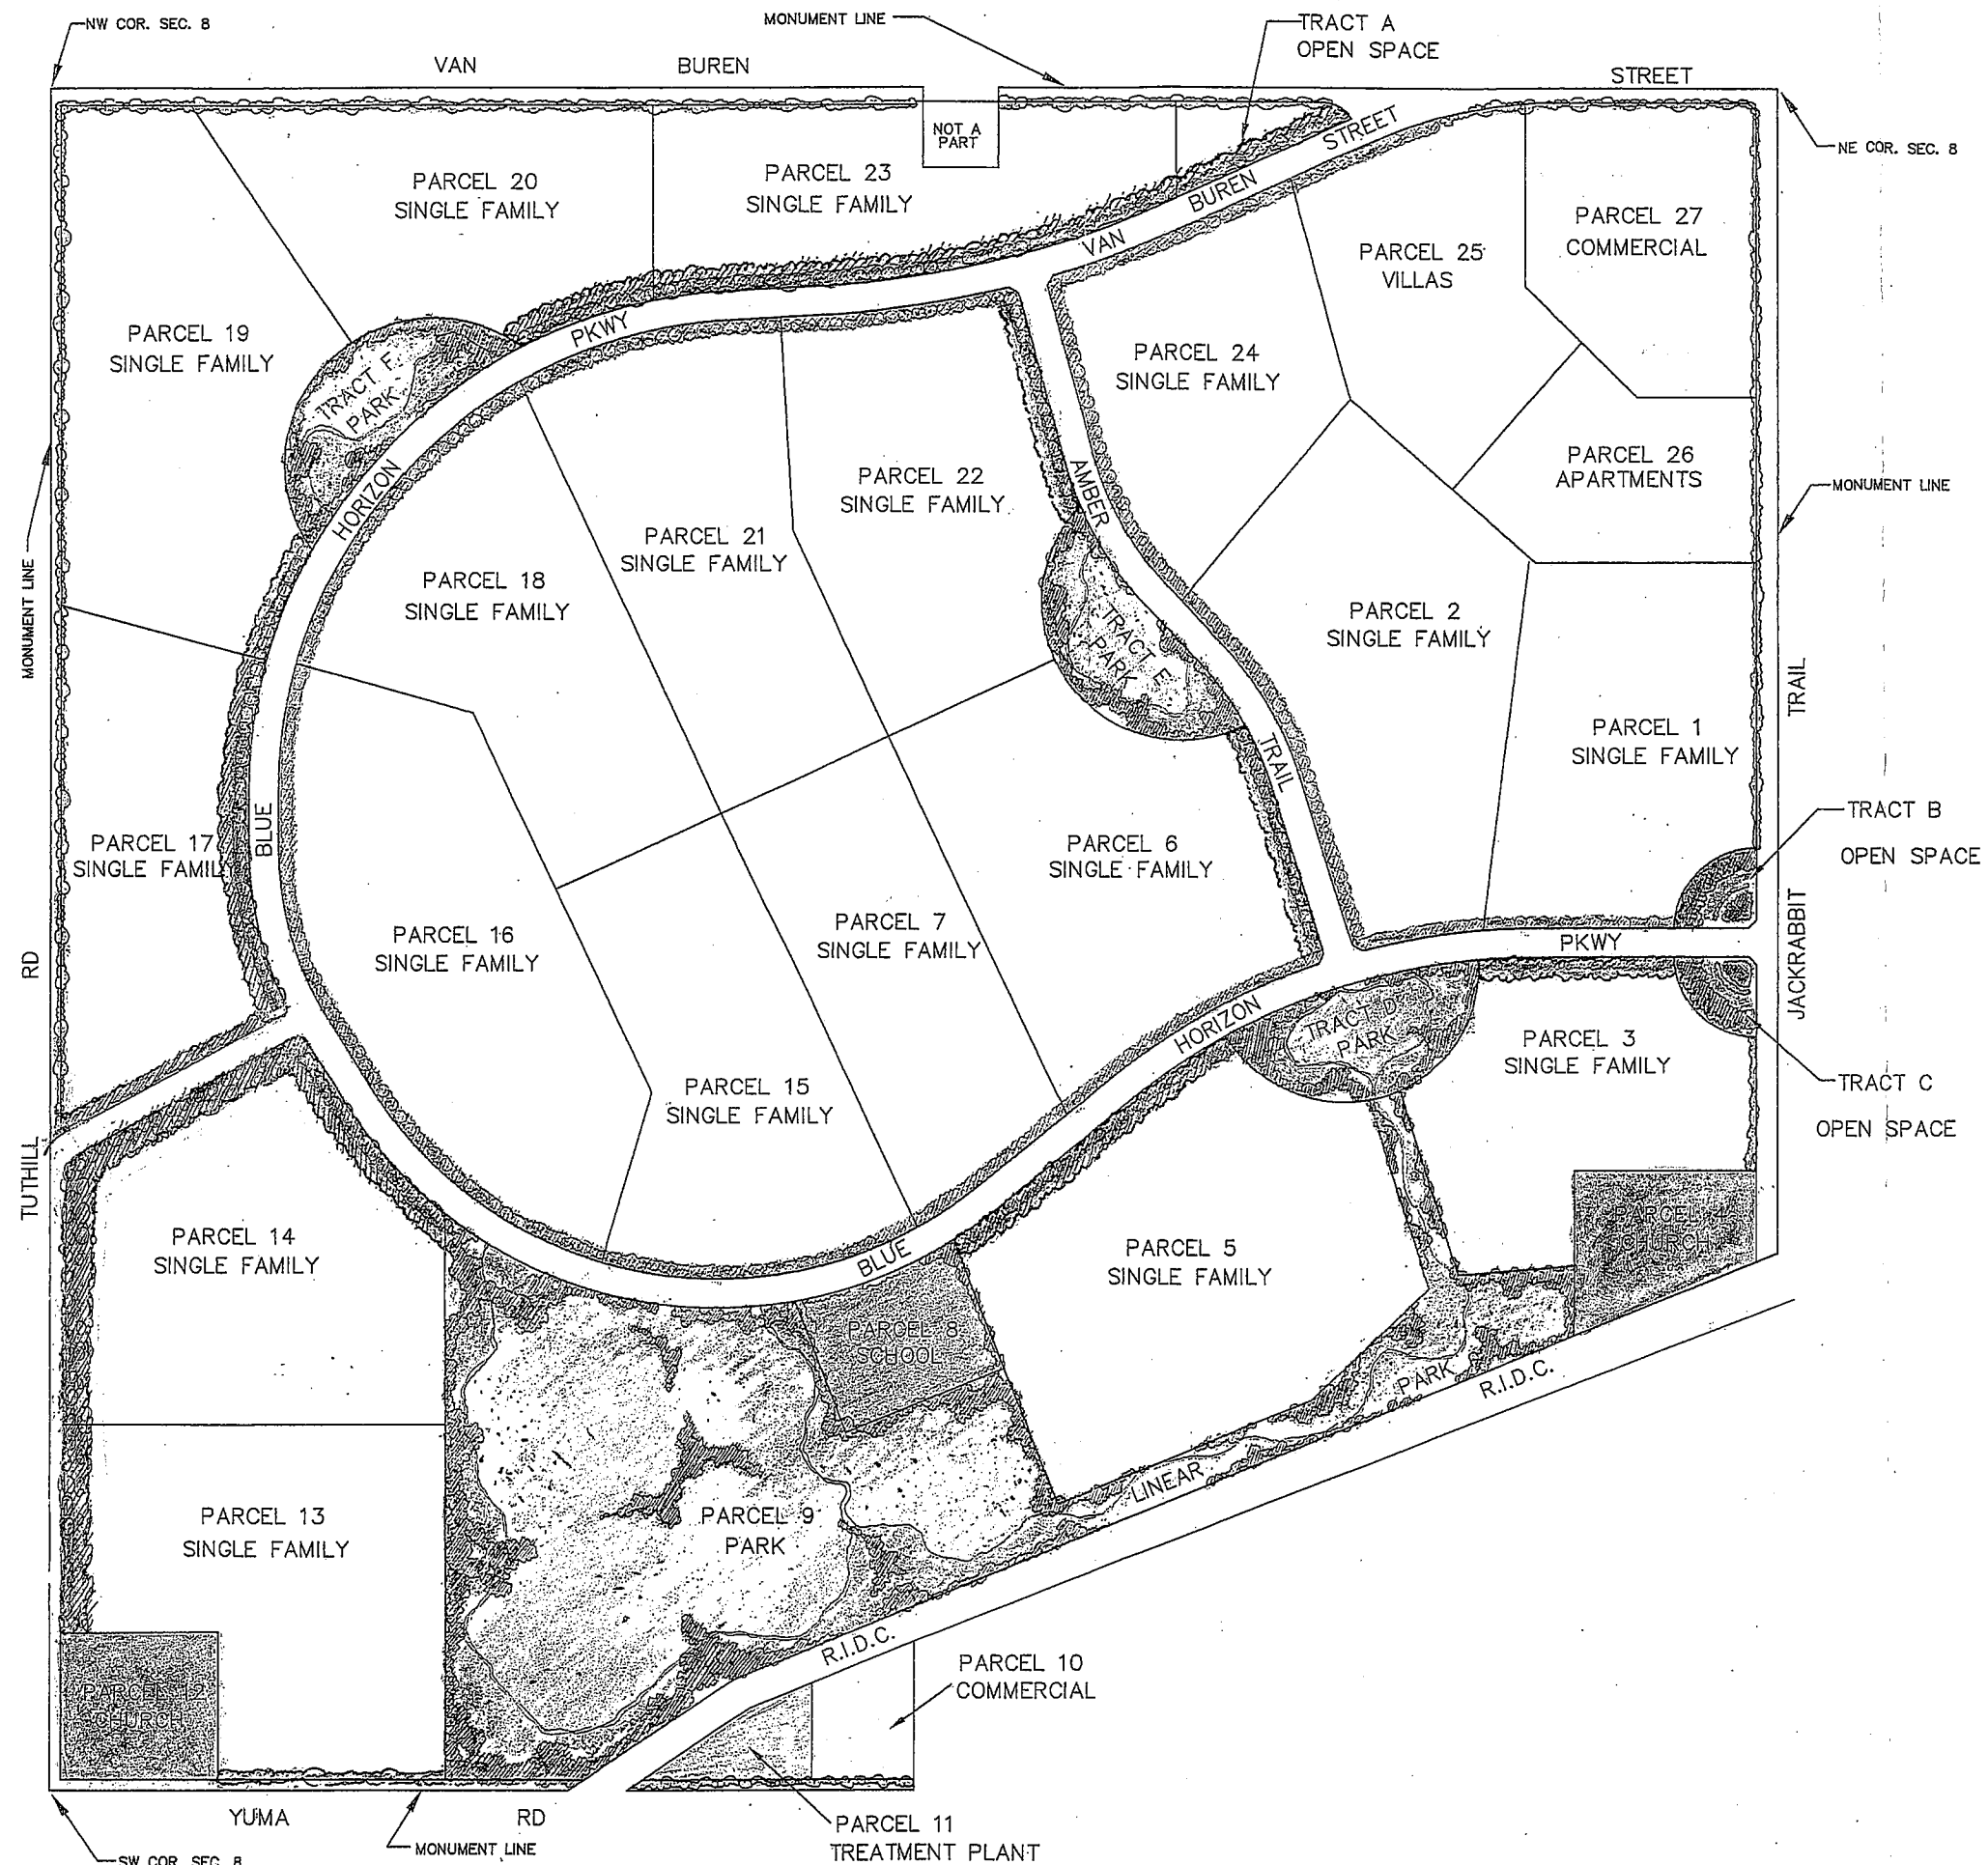 NW COR. SEC. 8
MONUMENT LINE
TRACT A
OPEN SPACE
VAN BUREN STREET
NE COR. SEC. 8
NOT A
PART
PARCEL 20
SINGLE FAMILY
PARCEL 23
SINGLE FAMILY
VAN BUREN STREET
PARCEL 25
VILLAS
PARCEL 27
COMMERCIAL
PARCEL 19
SINGLE FAMILY
TRACT F
PARK
BLUE HORIZON PKWY
PARCEL 24
SINGLE FAMILY
PARCEL 26
APARTMENTS
MONUMENT LINE
MONUMENT LINE
PARCEL 22
SINGLE FAMILY
PARCEL 21
SINGLE FAMILY
PARCEL 18
SINGLE FAMILY
AMBER TRAIL
TRACT E
PARK
PARCEL 2
SINGLE FAMILY
PARCEL 1
SINGLE FAMILY
JACKRABBIT TRAIL
TRACT B
OPEN SPACE
PARCEL 17
SINGLE FAMILY
PARCEL 16
SINGLE FAMILY
PARCEL 7
SINGLE FAMILY
PARCEL 6
SINGLE FAMILY
BLUE HORIZON PKWY
TRACT D
PARK
PARCEL 3
SINGLE FAMILY
TRACT C
OPEN SPACE
TUTHILL RD
PARCEL 15
SINGLE FAMILY
PARCEL 14
SINGLE FAMILY
PARCEL 5
SINGLE FAMILY
PARCEL 4
CHURCH
PARCEL 8
SCHOOL
LINEAR PARK
R.I.D.C.
PARCEL 13
SINGLE FAMILY
PARCEL 9
PARK
R.I.D.C.
PARCEL 10
COMMERCIAL
PARCEL 12
CHURCH
PARCEL 11
TREATMENT PLANT
YUMA RD
MONUMENT LINE
SW COR. SEC. 8